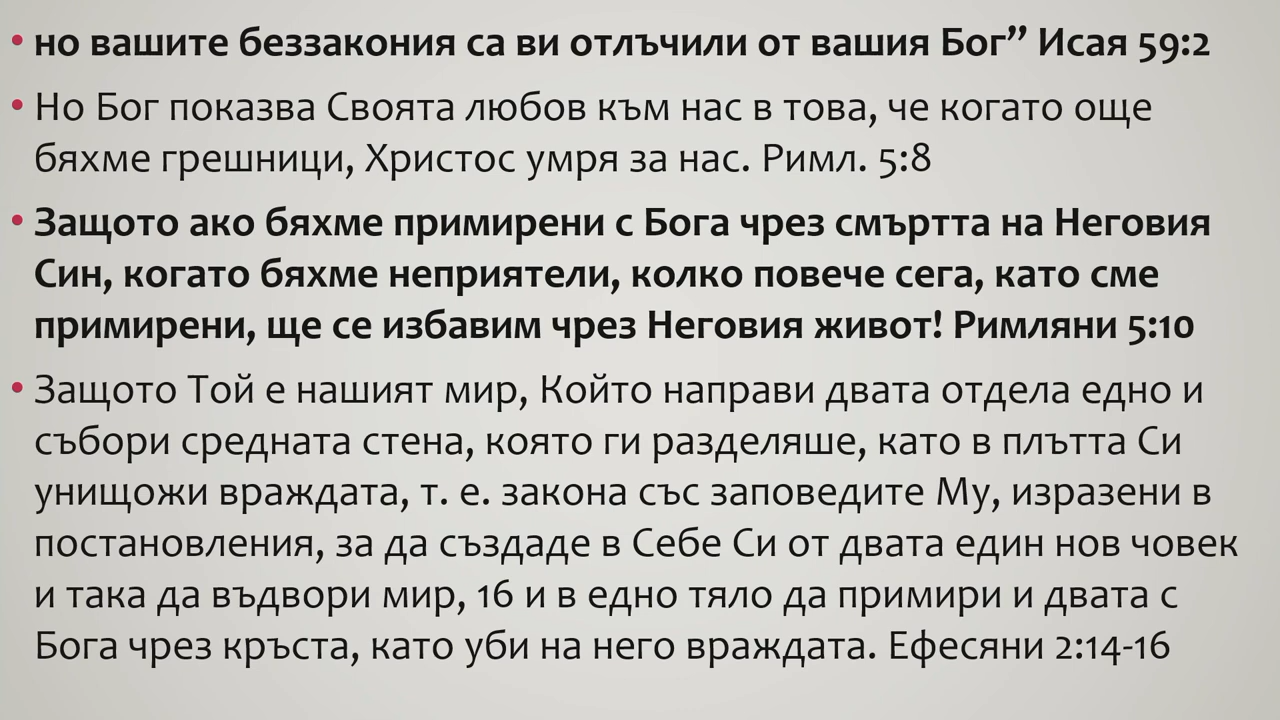 • но вашите беззакония са ви отлъчили от вашия Бог” Исая 59:2
• Но Бог показва Своята любов към нас в това, че когато още
бяхме грешници, Христос умря за нас. Римл. 5:8
• Защото ако бяхме примирени с Бога чрез смъртта на Неговия
Син, когато бяхме неприятели, колко повече сега, като сме
примирени, ще се избавим чрез Неговия живот! Римляни 5:10
• Защото Той е нашият мир, Който направи двата отдела едно и
събори средната стена, която ги разделяше, като в плътта Си
унищожи враждата, т. е. закона със заповедите Му, изразени в
постановления, за да създаде в Себе Си от двата един нов човек
и така да въдвори мир, 16 и в едно тяло да примири и двата с
Бога чрез кръста, като уби на него враждата. Ефесяни 2:14-16